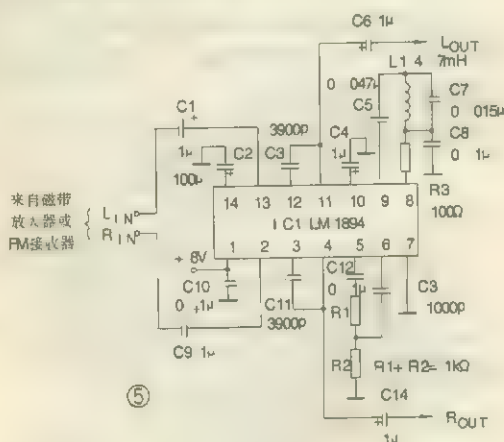 C6 1μ
LOUT
L1 4 7mH
0 047μ
C5
C7
0 015μ
C8
0 1μ
C1
1μ
C2
100μ
3900P
C3
C4
1μ
R3
100Ω
14 13 12 11 10 9 8
IC1 LM 1894
1 2 3 4 5 6 7
来自磁带
放大器或
FM接收器
LIN
RIN
+ 8V
C10
0 1μ
C9 1μ
C11
3900P
C12
0 1μ
C3
1000p
R1
R2
R1+ R2= 1kΩ
C14
1μ
ROUT
⑤